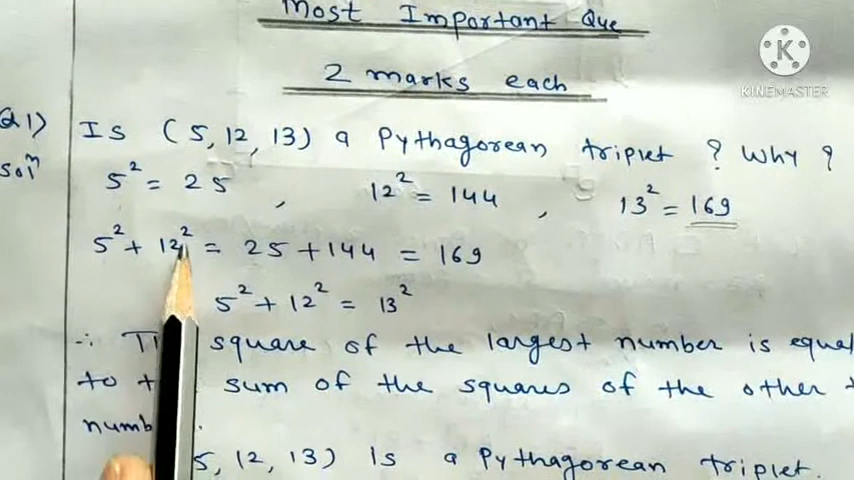 Most Important Que
2 marks each
KINEMASTER
Q1) Is (5, 12, 13) a Pythagorean triplet ? Why ?
Solⁿ 5² = 25 , 12² = 144 , 13² = 169
5² + 12² = 25 + 144 = 169
5² + 12² = 13²
∴ square of the largest number is equal
to sum of the squares of the other
5, 12, 13) is a Pythagorean triplet.